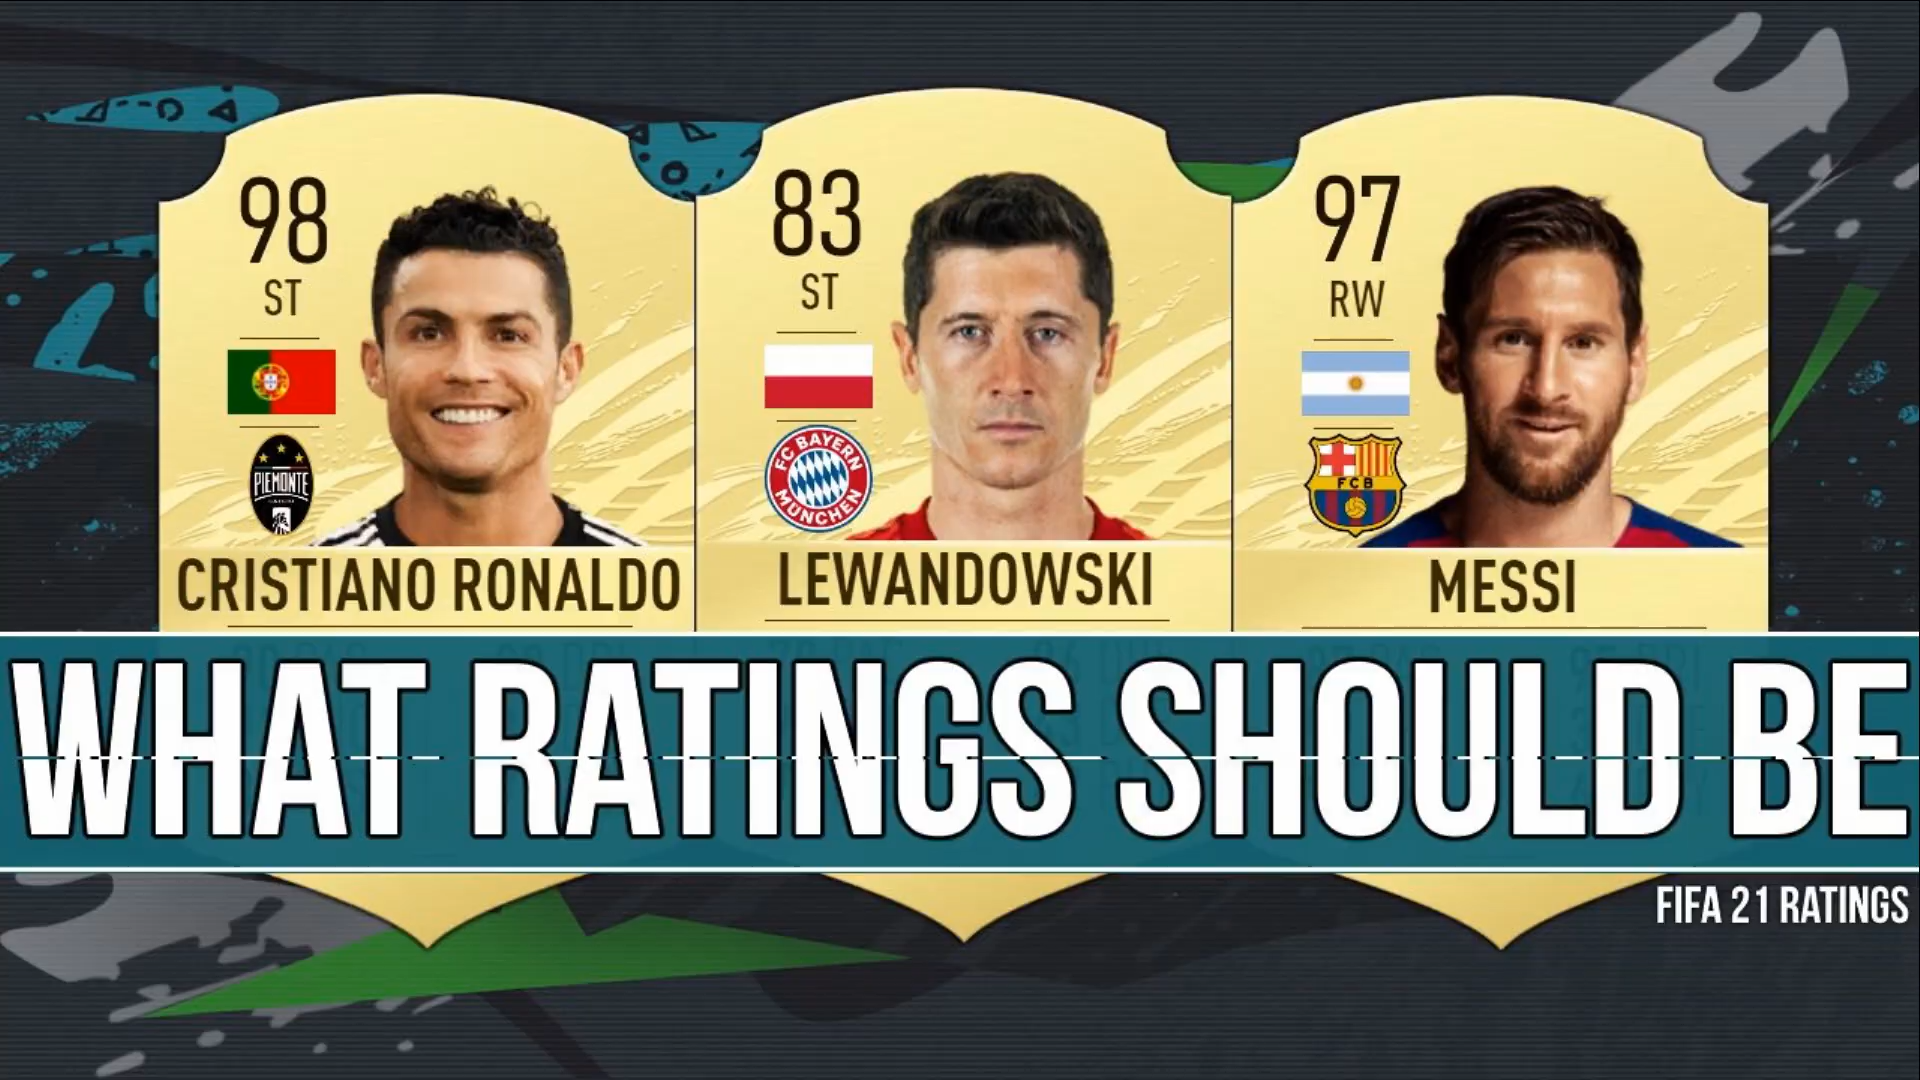 98
ST
PIEMONTE
CRISTIANO RONALDO
83
ST
FC BAYERN
MÜNCHEN
LEWANDOWSKI
97
RW
FCB
MESSI
WHAT RATINGS SHOULD BE
FIFA 21 RATINGS